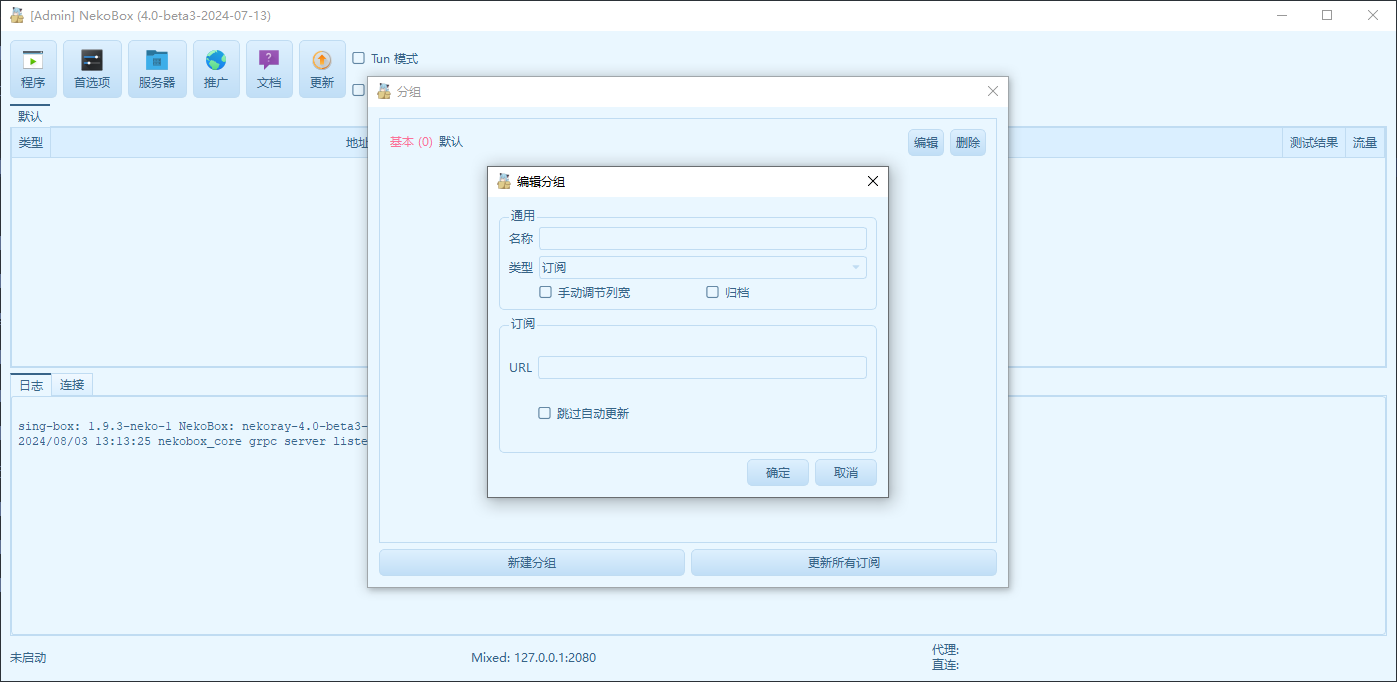 [Admin] NekoBox (4.0-beta3-2024-07-13)
程序
首选项
服务器
推广
文档
更新
Tun 模式
默认
类型
地址
测试结果
流量
分组
基本 (0) 默认
编辑
删除
编辑分组
通用
名称
类型 订阅
手动调节列宽
归档
订阅
URL
跳过自动更新
确定
取消
新建分组
更新所有订阅
日志
连接
sing-box: 1.9.3-neko-1 NekoBox: nekoray-4.0-beta3-
2024/08/03 13:13:25 nekobox_core grpc server liste
未启动
Mixed: 127.0.0.1:2080
代理:
直连: